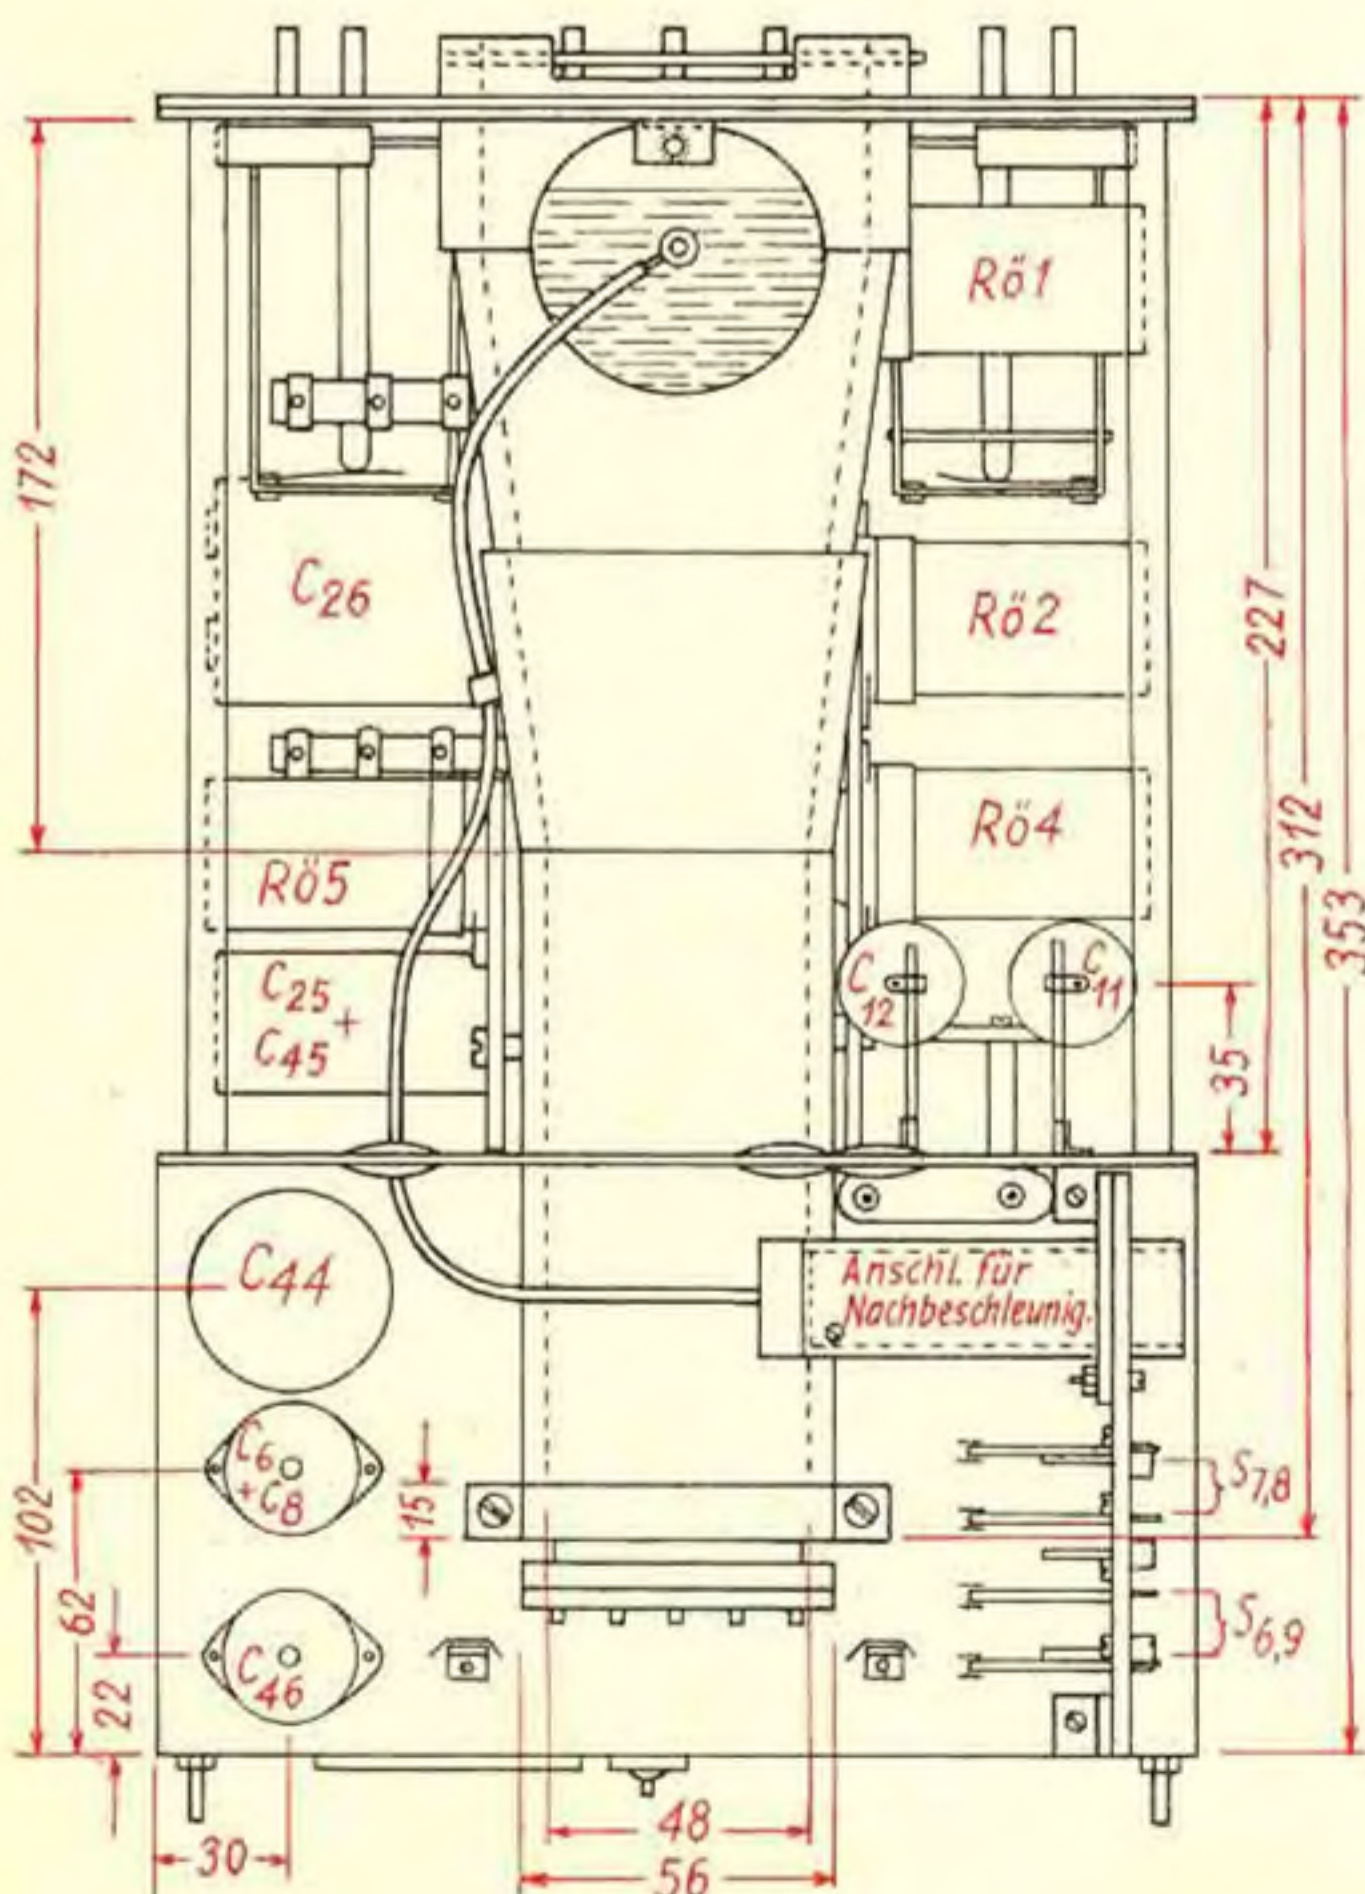 Rö1
172
C26
Rö2
227
Rö4
312
353
Rö5
C12
C11
C25 +
C45
35
C44
Anschl. für
Nachbeschleunig.
C6
+C8
15
S7,8
102
62
S6,9
C46
22
30
48
56